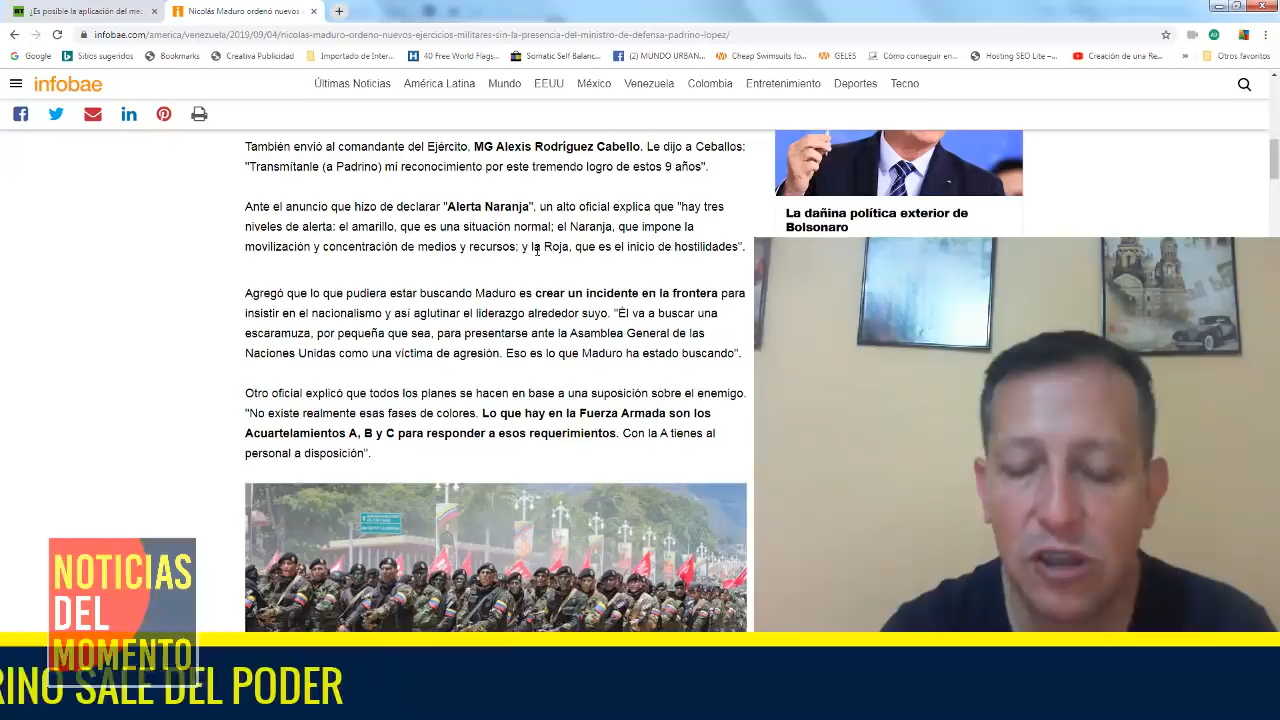 ¿Es posible la aplicación del me
Nicolás Maduro ordenó nuevos
infobae.com/america/venezuela/2019/09/04/nicolas-maduro-ordeno-nuevos-ejercicios-militares-sin-la-presencia-del-ministro-de-defensa-padrino-lopez/
Google
Sitios sugeridos
Bookmarks
Creativa Publicidad
Importado de Inter...
40 Free World Flags...
Somatic Self Balanc...
(2) MUNDO URBAN...
Cheap Swimsuits fo...
GELES
Cómo conseguir en...
Hosting SEO Lite –...
Creación de una Re...
»
Otros favoritos
infobae
Últimas Noticias
América Latina
Mundo
EEUU
México
Venezuela
Colombia
Entretenimiento
Deportes
Tecno
También envió al comandante del Ejército, MG Alexis Rodríguez Cabello. Le dijo a Ceballos:
"Transmítanle (a Padrino) mi reconocimiento por este tremendo logro de estos 9 años".
Ante el anuncio que hizo de declarar "Alerta Naranja", un alto oficial explica que "hay tres
niveles de alerta: el amarillo, que es una situación normal; el Naranja, que impone la
movilización y concentración de medios y recursos; y la Roja, que es el inicio de hostilidades".
Agregó que lo que pudiera estar buscando Maduro es crear un incidente en la frontera para
insistir en el nacionalismo y así aglutinar el liderazgo alrededor suyo. "Él va a buscar una
escaramuza, por pequeña que sea, para presentarse ante la Asamblea General de las
Naciones Unidas como una víctima de agresión. Eso es lo que Maduro ha estado buscando".
Otro oficial explicó que todos los planes se hacen en base a una suposición sobre el enemigo.
"No existe realmente esas fases de colores. Lo que hay en la Fuerza Armada son los
Acuartelamientos A, B y C para responder a esos requerimientos. Con la A tienes al
personal a disposición".
La dañina política exterior de
Bolsonaro
NOTICIAS
DEL
MOMENTO
RINO SALE DEL PODER